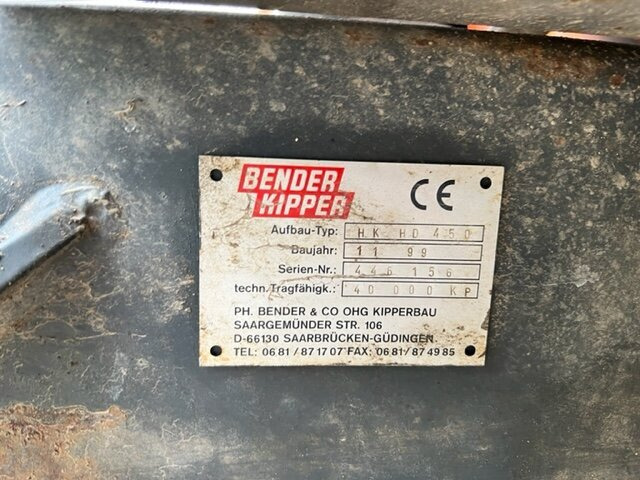 BENDER
KIPPER
CE
Aufbau-Typ: HK HD 450
Baujahr: 11 99
Serien-Nr.: 446 156
techn.Tragfähigk.: 40 000 KP
PH. BENDER & CO OHG KIPPERBAU
SAARGEMÜNDER STR. 106
D-66130 SAARBRÜCKEN-GÜDINGEN
TEL: 06 81 / 87 17 07 FAX: 06 81 / 87 49 85